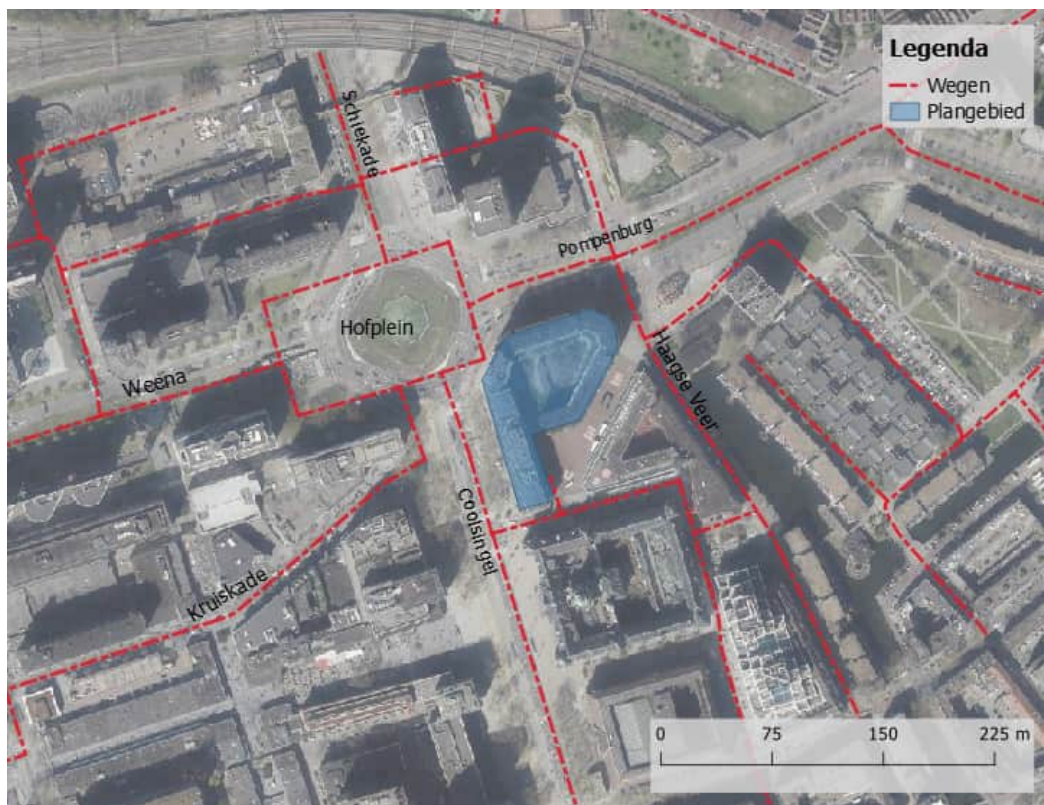 Legenda
Wegen
Plangebied
Schiekade
Pompenburg
Hofplein
Weena
Haagse Veer
Coolsingel
Kruiskade
0 75 150 225 m